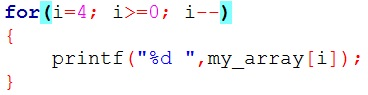 for(i=4; i>=0; i--)
{
    printf("%d ",my_array[i]);
}